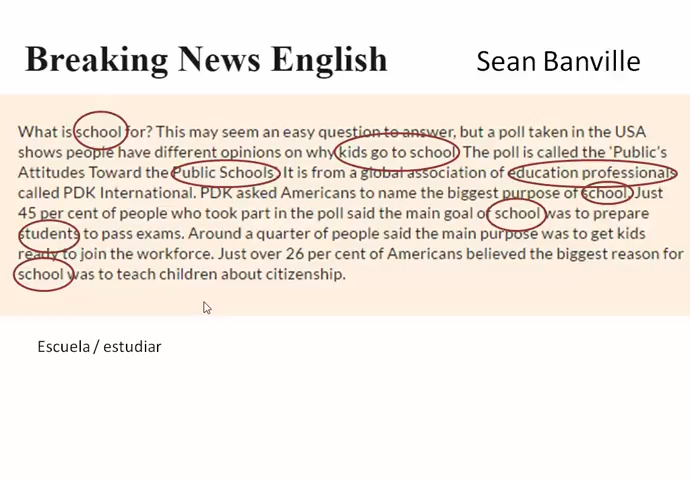 Breaking News English Sean Banville
What is school for? This may seem an easy question to answer, but a poll taken in the USA
shows people have different opinions on why kids go to school. The poll is called the 'Public's
Attitudes Toward the Public Schools. It is from a global association of education professionals
called PDK International. PDK asked Americans to name the biggest purpose of school. Just
45 per cent of people who took part in the poll said the main goal of school was to prepare
students to pass exams. Around a quarter of people said the main purpose was to get kids
ready to join the workforce. Just over 26 per cent of Americans believed the biggest reason for
school was to teach children about citizenship.
Escuela / estudiar